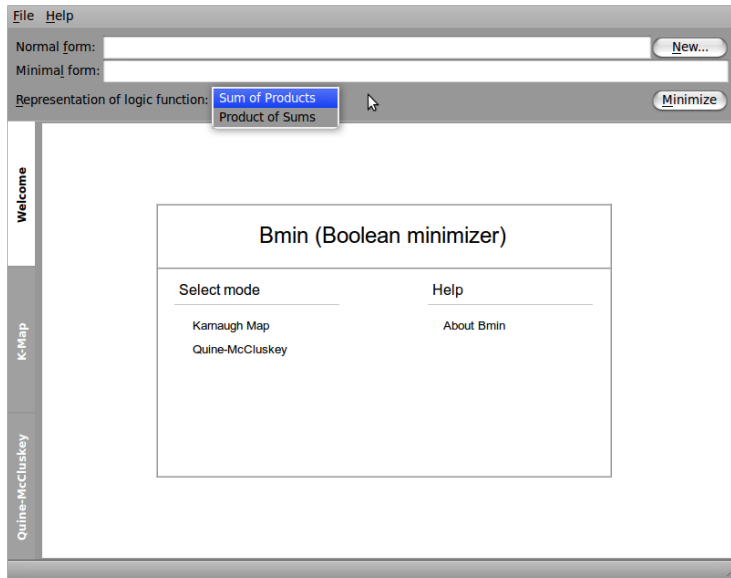 File Help
Normal form: New...
Minimal form:
Representation of logic function: Sum of Products Minimize
Product of Sums
Welcome
K-Map
Quine-McCluskey
Bmin (Boolean minimizer)
Select mode Help
Karnaugh Map About Bmin
Quine-McCluskey